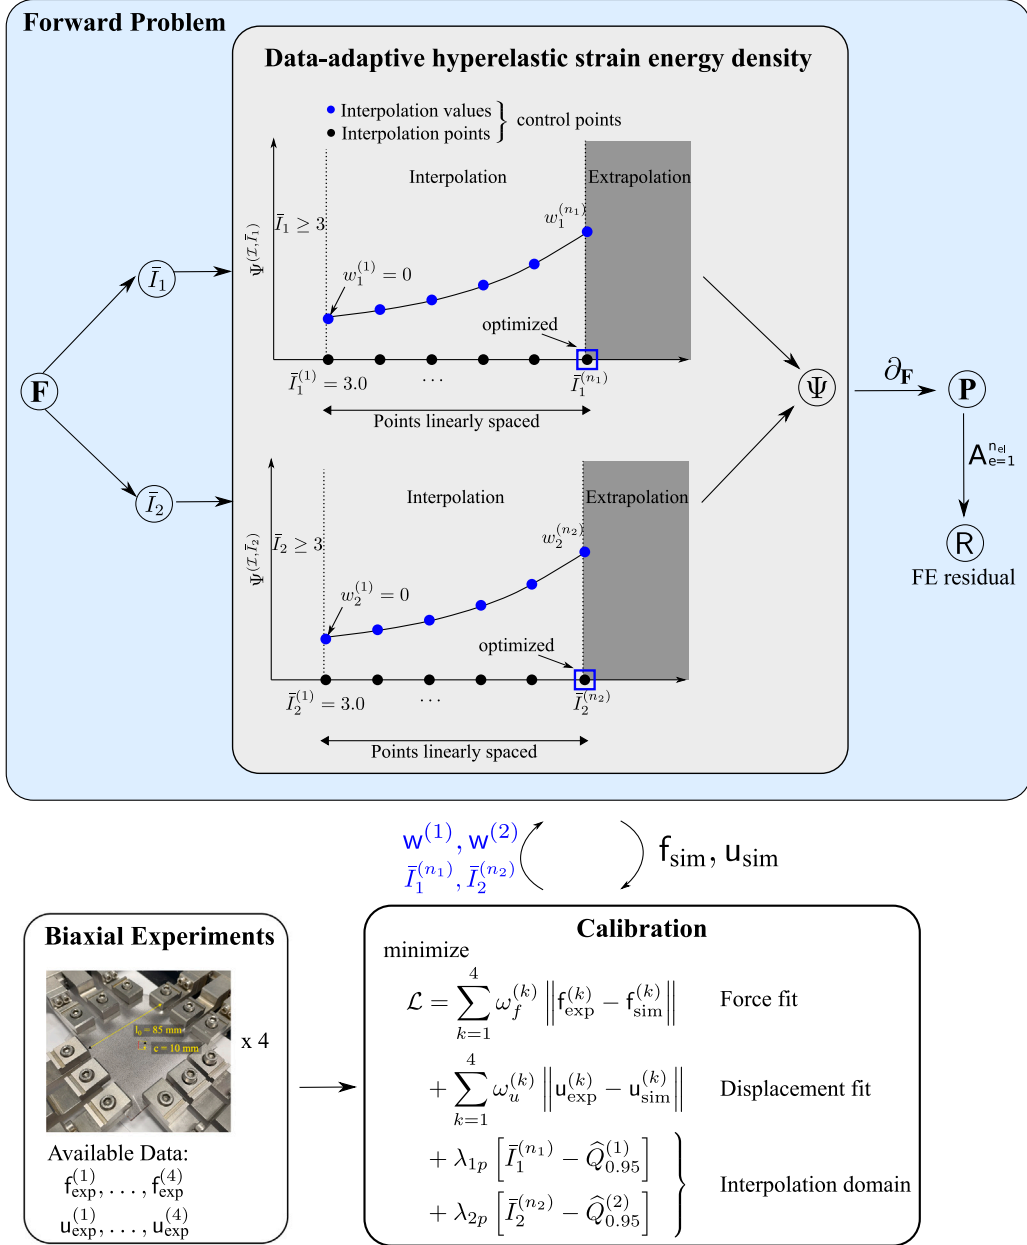 Forward Problem
Data-adaptive hyperelastic strain energy density
Interpolation values
Interpolation points
control points
Interpolation
Extrapolation
Ī₁ ≥ 3
Ψ^(𝓘,Ī₁)
w₁^(n₁)
w₁^(1) = 0
optimized
Ī₁^(1) = 3.0
...
Ī₁^(n₁)
Points linearly spaced
Ī₁
F
Ī₂
Ψ
∂_F
P
A_{e=1}^{n_el}
R
FE residual
Interpolation
Extrapolation
Ī₂ ≥ 3
Ψ^(𝓘,Ī₂)
w₂^(n₂)
w₂^(1) = 0
optimized
Ī₂^(1) = 3.0
...
Ī₂^(n₂)
Points linearly spaced
w^(1), w^(2)
Ī₁^(n₁), Ī₂^(n₂)
f_sim, u_sim
Biaxial Experiments
l₀ = 85 mm
c = 10 mm
x 4
Available Data:
f_exp^(1), . . . , f_exp^(4)
u_exp^(1), . . . , u_exp^(4)
Calibration
minimize
𝓛 = ∑_{k=1}^{4} ω_f^(k) ‖f_exp^(k) − f_sim^(k)‖ Force fit
+ ∑_{k=1}^{4} ω_u^(k) ‖u_exp^(k) − u_sim^(k)‖ Displacement fit
+ λ_{1p} [Ī₁^(n₁) − Q̂_{0.95}^(1)]
+ λ_{2p} [Ī₂^(n₂) − Q̂_{0.95}^(2)]
Interpolation domain